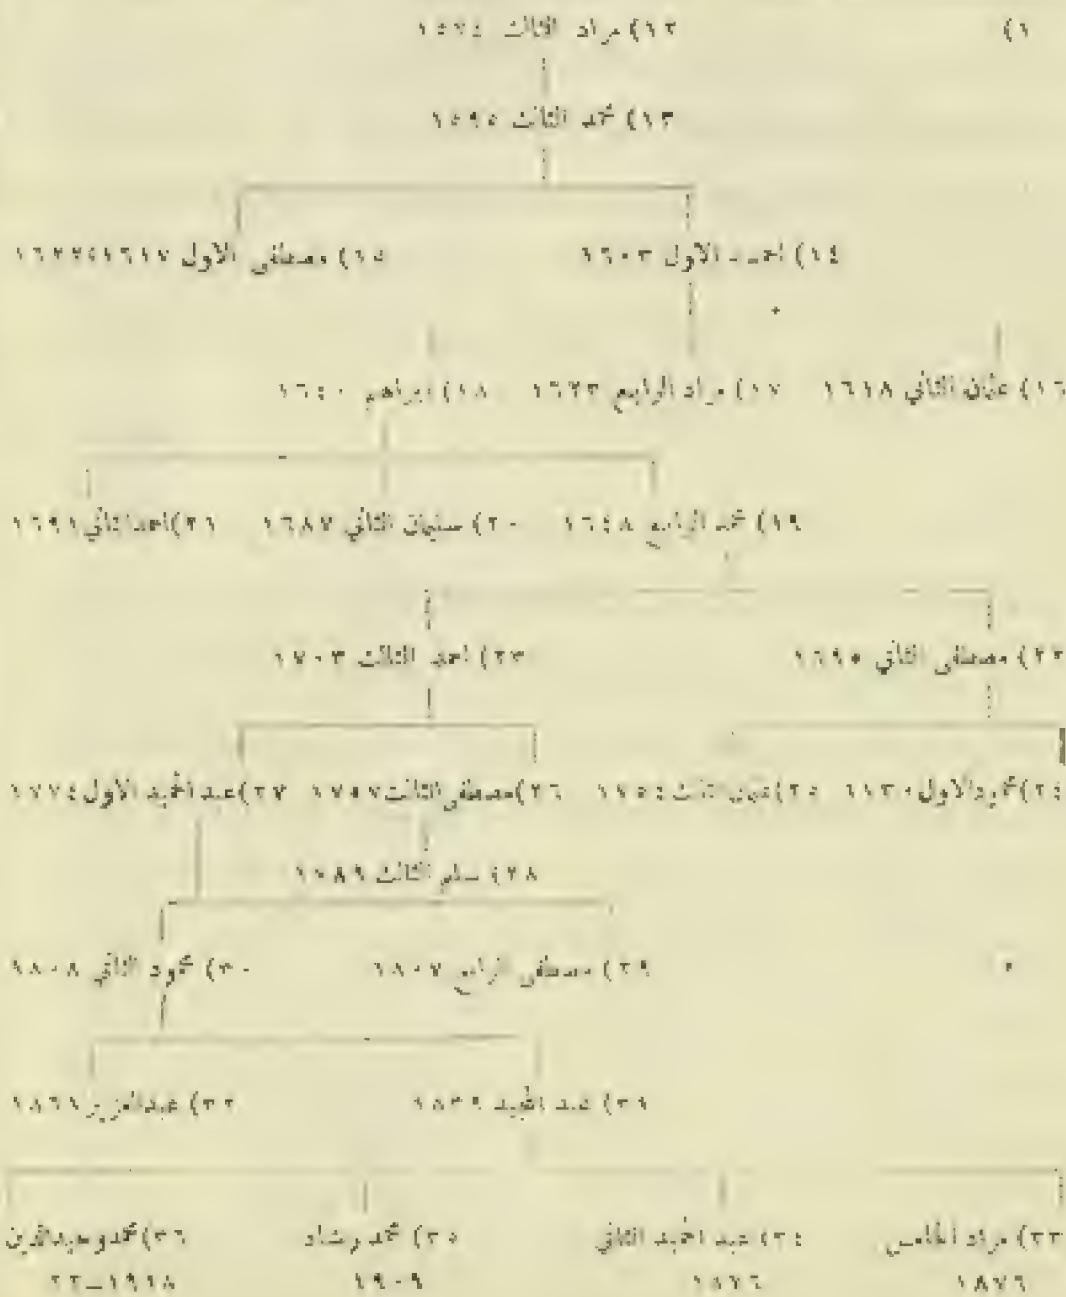 ١٢) مراد الثالث ١٥٧٤
١)
١٣) محمد الثالث ١٥٩٥
١٤) احمد الاول ١٦٠٣
١٥) مصطفى الاول ١٦١٧،١٦٢٢
١٦) عثمان الثاني ١٦١٨
١٧) مراد الرابع ١٦٢٣
١٨) ابراهيم ١٦٤٠
١٩) محمد الرابع ١٦٤٨
٢٠) سليمان الثاني ١٦٨٧
٢١) احمد الثاني ١٦٩١
٢٢) مصطفى الثاني ١٦٩٥
٢٣) احمد الثالث ١٧٠٣
٢٤) محمود الاول ١٧٣٠
٢٥) عثمان الثالث ١٧٥٤
٢٦) مصطفى الثالث ١٧٥٧
٢٧) عبد الحميد الاول ١٧٧٤
٢٨) سليم الثالث ١٧٨٩
٢٩) مصطفى الرابع ١٨٠٧
٣٠) محمود الثاني ١٨٠٨
٣١) عبد المجيد ١٨٣٩
٣٢) عبدالعزيز ١٨٦١
٣٣) مراد الخامس
١٨٧٦
٣٤) عبد الحميد الثاني
١٨٧٦
٣٥) محمد رشاد
١٩٠٩
٣٦) محمد وحيدالدين
١٩١٨–٢٢